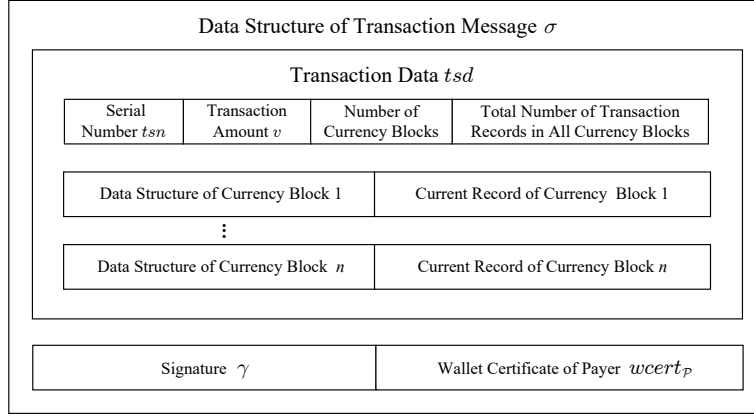 Data Structure of Transaction Message σ
Transaction Data tsd
Serial
Number tsn
Transaction
Amount v
Number of
Currency Blocks
Total Number of Transaction
Records in All Currency Blocks
Data Structure of Currency Block 1
Current Record of Currency Block 1
⋮
Data Structure of Currency Block n
Current Record of Currency Block n
Signature γ
Wallet Certificate of Payer wcert_𝒫